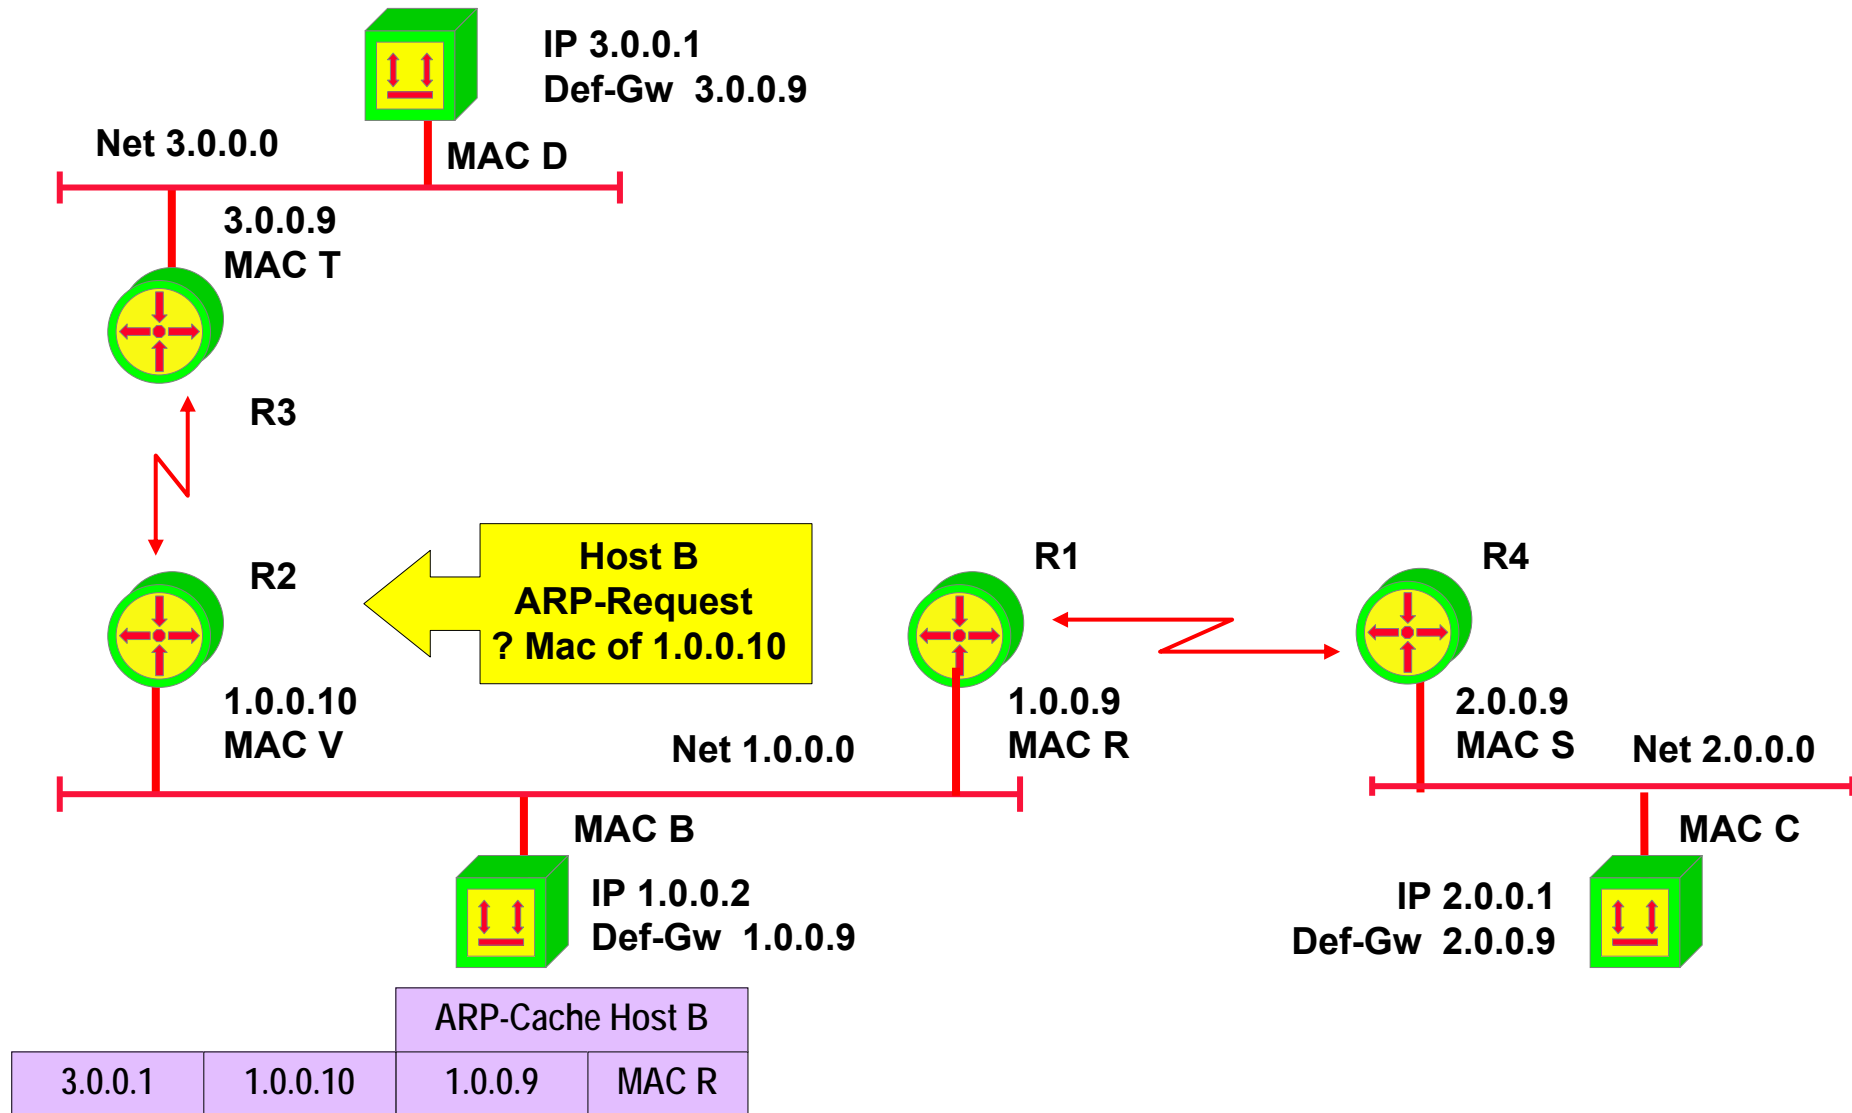 IP 3.0.0.1
Def-Gw 3.0.0.9
Net 3.0.0.0
MAC D
3.0.0.9
MAC T
R3
Host B
ARP-Request
? Mac of 1.0.0.10
R2
R1
R4
1.0.0.10
MAC V
Net 1.0.0.0
1.0.0.9
MAC R
2.0.0.9
MAC S
Net 2.0.0.0
MAC B
MAC C
IP 1.0.0.2
Def-Gw 1.0.0.9
IP 2.0.0.1
Def-Gw 2.0.0.9
ARP-Cache Host B
3.0.0.1 1.0.0.10 1.0.0.9 MAC R